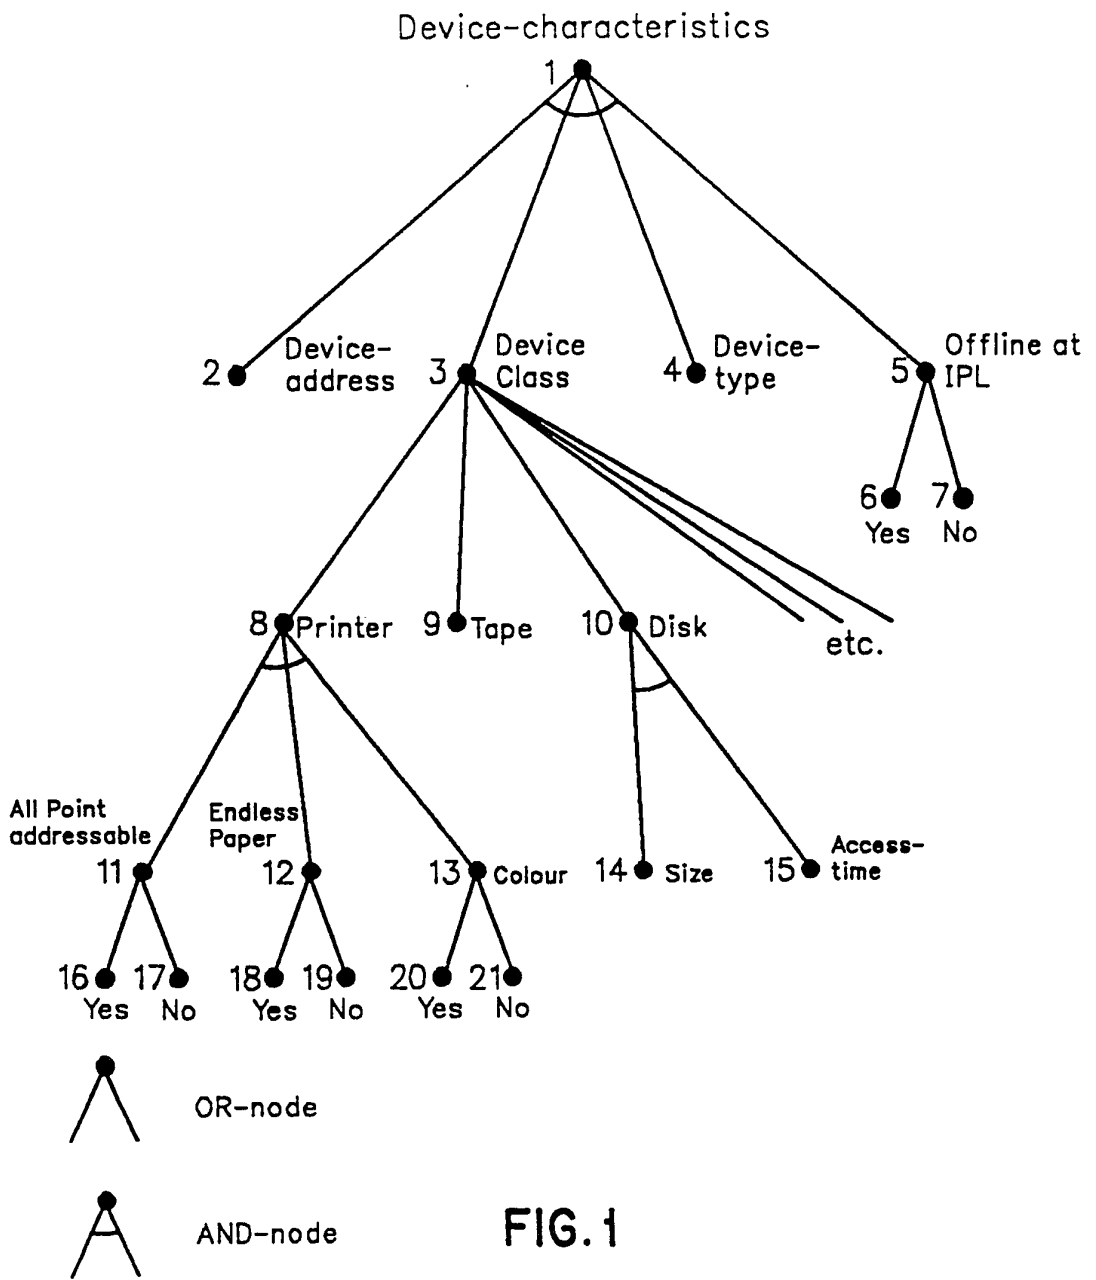 Device-characteristics
1
2
Device-
address
3
Device
Class
4
Device-
type
5
Offline at
IPL
6
7
Yes
No
8
Printer
9
Tape
10
Disk
etc.
All Point
addressable
11
Endless
Paper
12
13
Colour
14
Size
15
Access-
time
16
17
18
19
20
21
Yes
No
Yes
No
Yes
No
OR-node
AND-node
FIG. 1